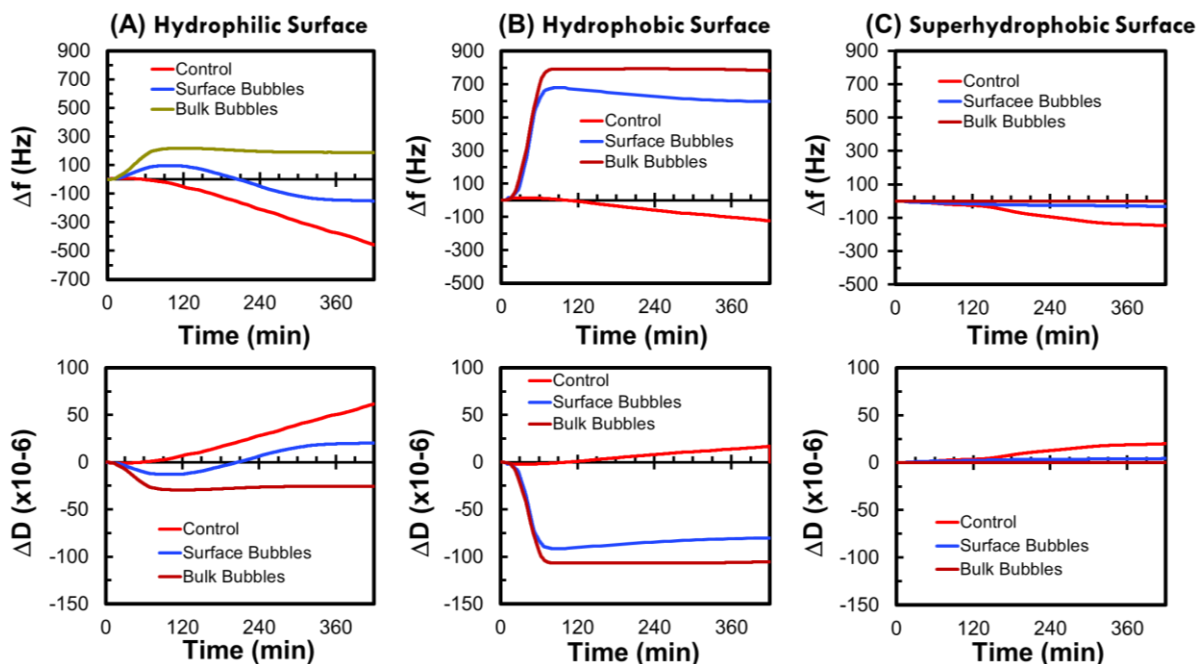 (A) Hydrophilic Surface
900
700
500
300
100
-100
-300
-500
-700
Δf (Hz)
Control
Surface Bubbles
Bulk Bubbles
0 120 240 360
Time (min)
(B) Hydrophobic Surface
900
700
500
300
100
-100
-300
-500
Δf (Hz)
Control
Surface Bubbles
Bulk Bubbles
0 120 240 360
Time (min)
(C) Superhydrophobic Surface
900
700
500
300
100
-100
-300
-500
Δf (Hz)
Control
Surfacee Bubbles
Bulk Bubbles
0 120 240 360
Time (min)
100
50
0
-50
-100
-150
ΔD (x10-6)
Control
Surface Bubbles
Bulk Bubbles
0 120 240 360
Time (min)
100
50
0
-50
-100
-150
ΔD (x10-6)
Control
Surface Bubbles
Bulk Bubbles
0 120 240 360
Time (min)
100
50
0
-50
-100
-150
ΔD (x10-6)
Control
Surface Bubbles
Bulk Bubbles
0 120 240 360
Time (min)